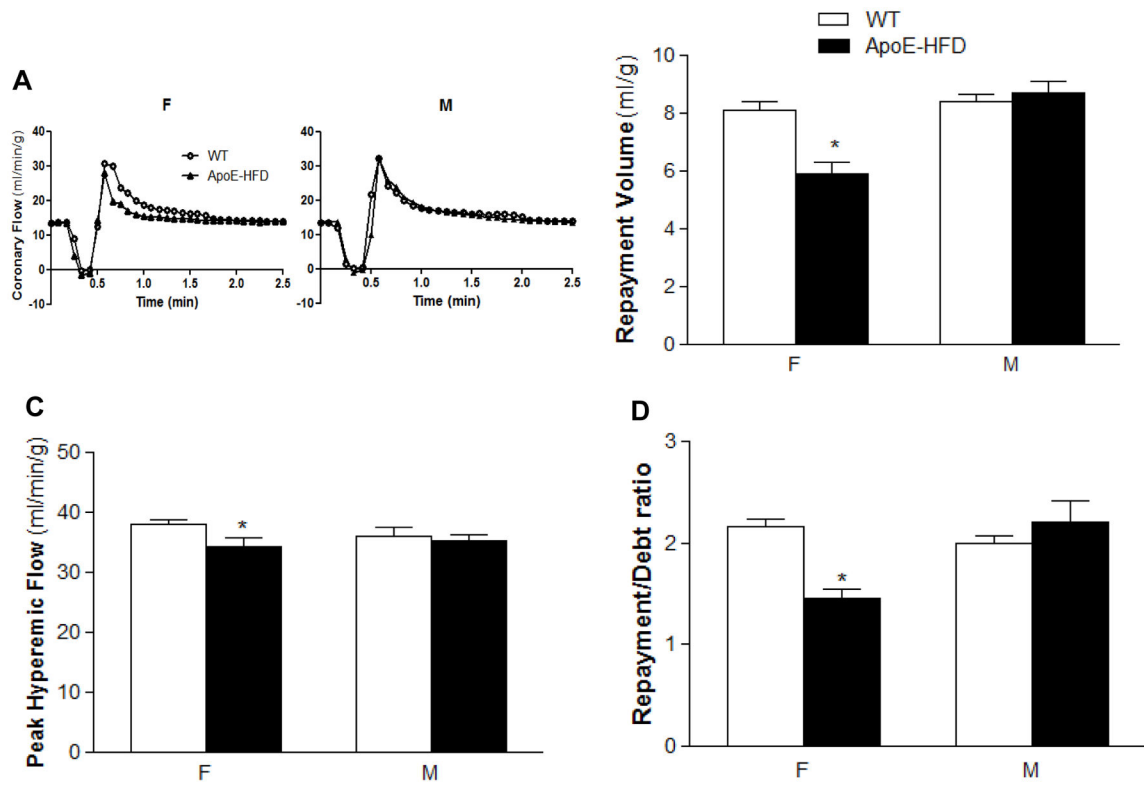 A
F
M
WT
ApoE-HFD
Coronary Flow (ml/min/g)
40
30
20
10
0
-10
0.5
1.0
1.5
2.0
2.5
Time (min)
40
30
20
10
0
-10
0.5
1.0
1.5
2.0
2.5
Time (min)
WT
ApoE-HFD
Repayment Volume (ml/g)
10
8
6
4
2
0
*
F
M
C
Peak Hyperemic Flow (ml/min/g)
50
40
30
20
10
0
*
F
M
D
Repayment/Debt ratio
3
2
1
0
*
F
M